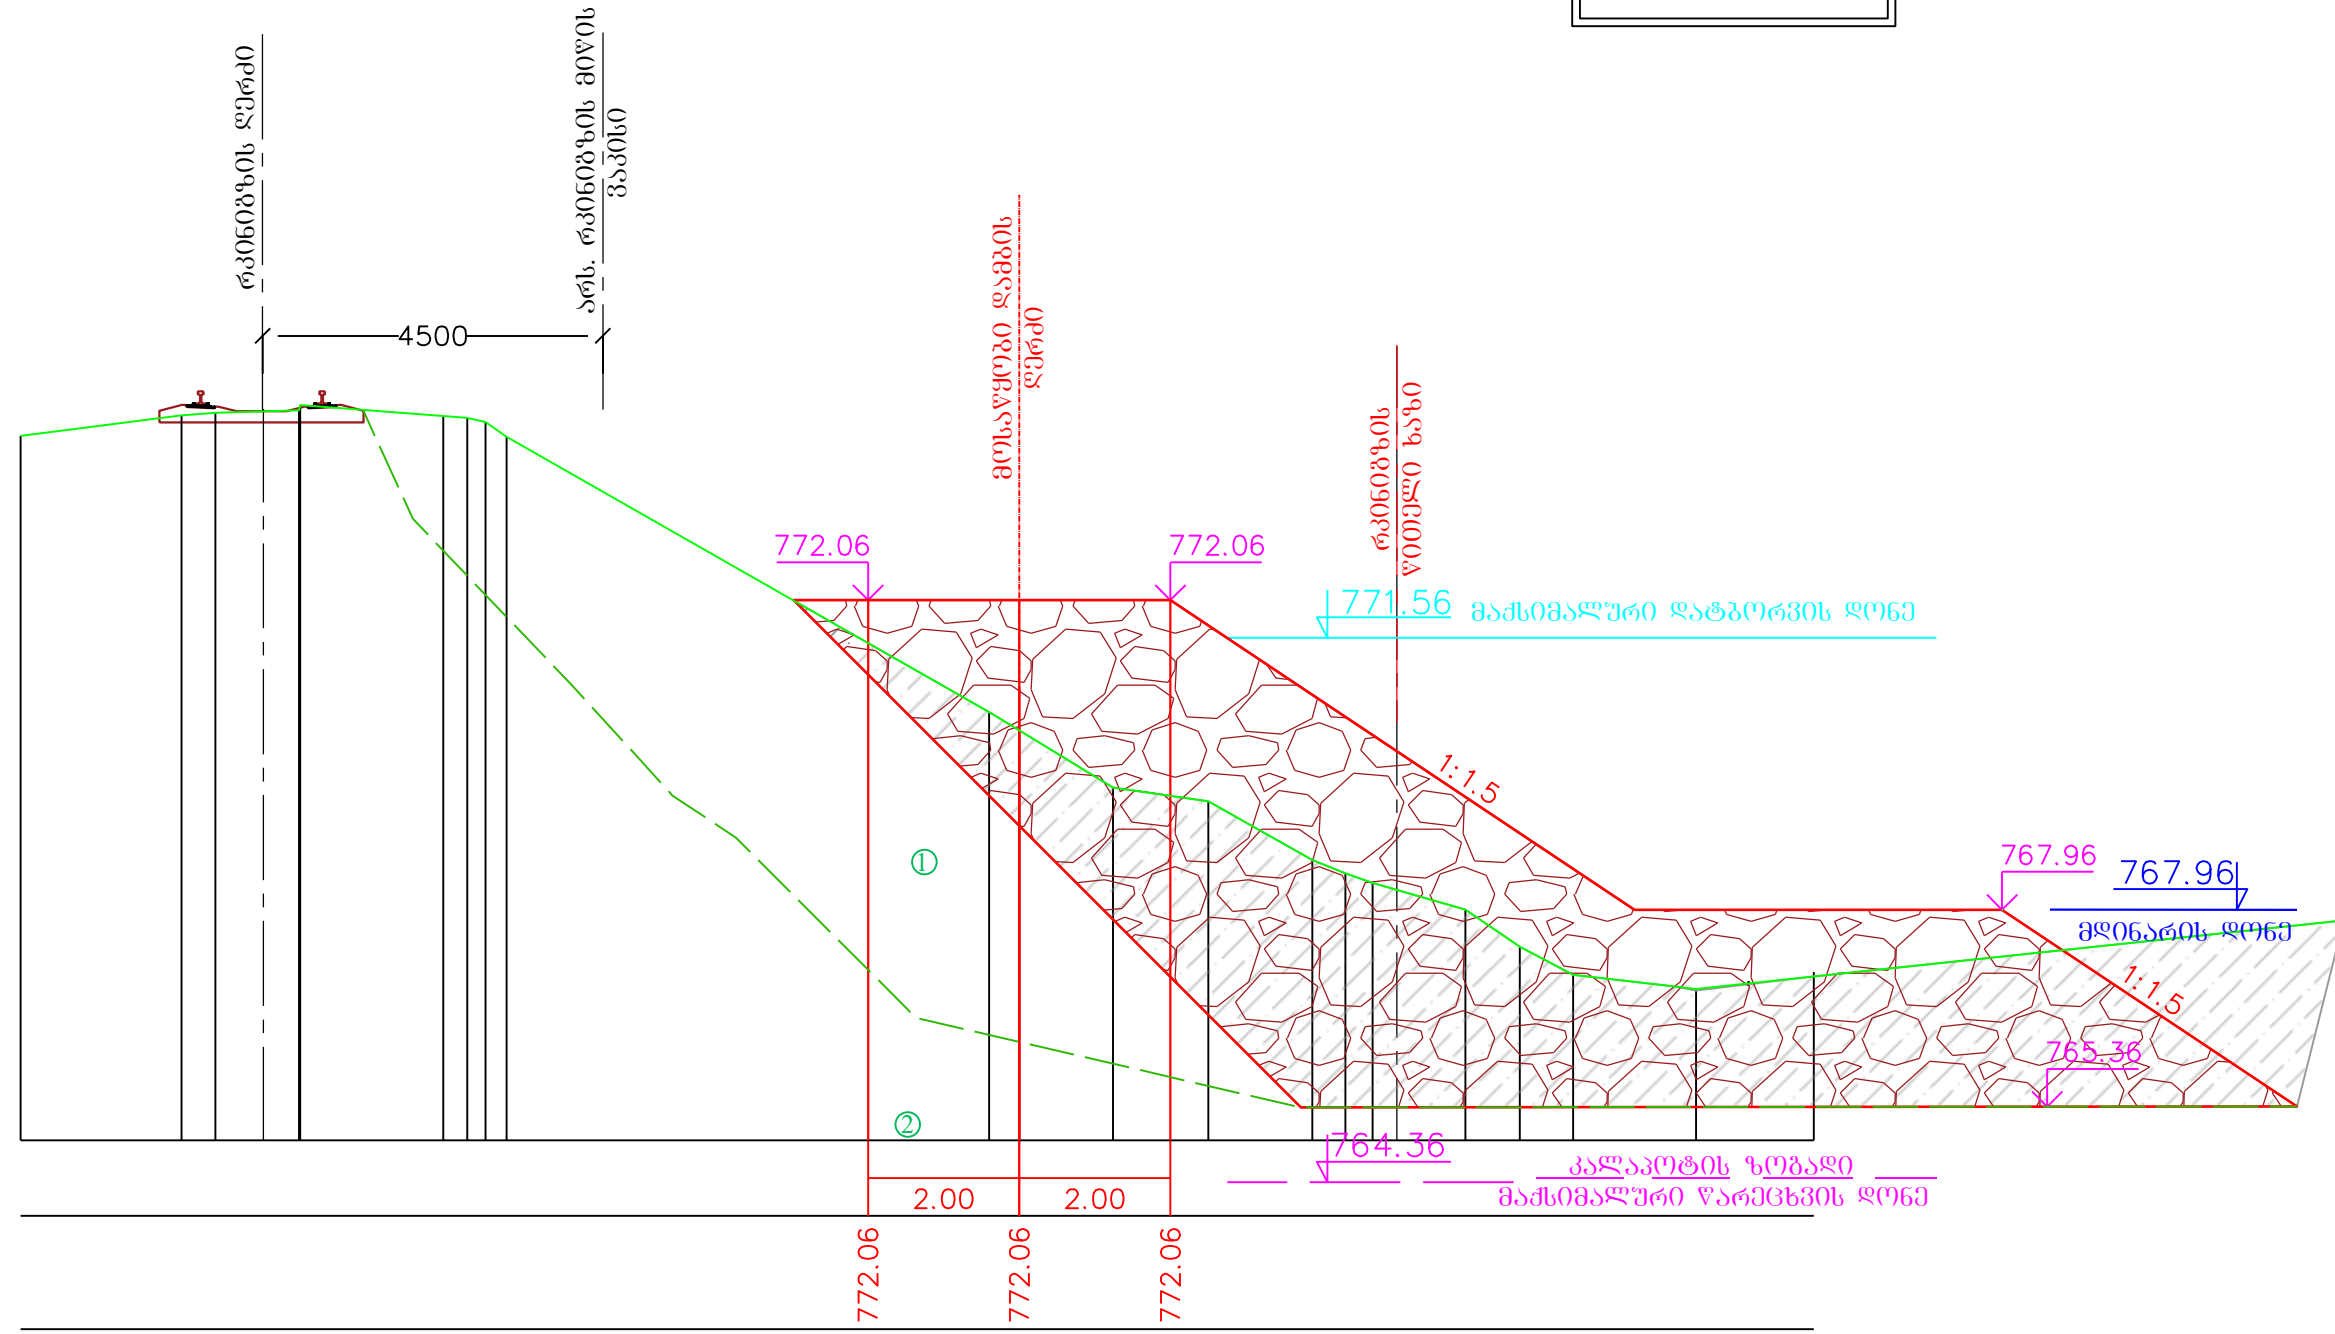 რკინიგზის ღერძი
არს. რკინიგზის მიწის
ვაკისი
4500
მოსაწყობი დამბის
ღერძი
რკინიგზის
წითელი ხაზი
772.06
772.06
771.56 მაქსიმალური დატბორვის დონე
1:1.5
767.96
767.96
მდინარის დონე
1:1.5
765.36
①
②
764.36
კალაპოტის ზოგადი
მაქსიმალური წარეცხვის დონე
2.00
2.00
772.06
772.06
772.06